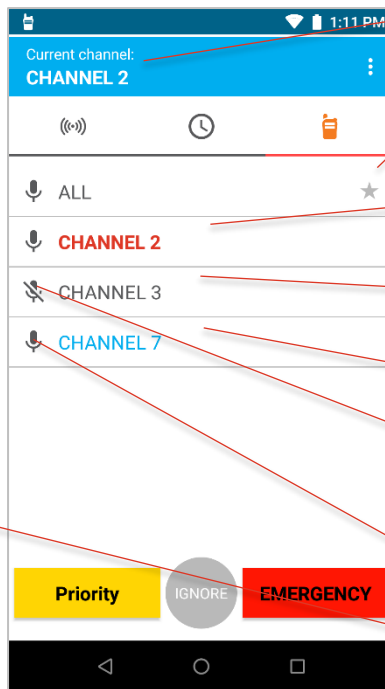 1:11 PM
Current channel:
CHANNEL 2
ALL
CHANNEL 2
CHANNEL 3
CHANNEL 7
Priority
IGNORE
EMERGENCY